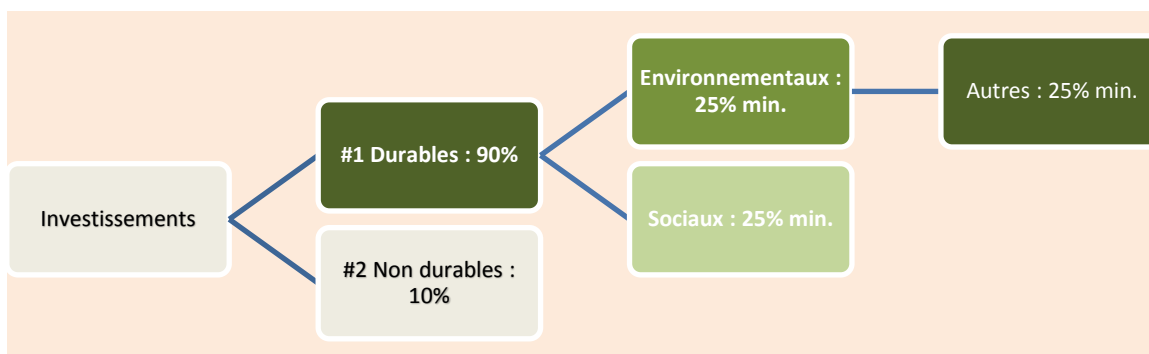 Investissements
#1 Durables : 90%
#2 Non durables :
10%
Environnementaux :
25% min.
Sociaux : 25% min.
Autres : 25% min.